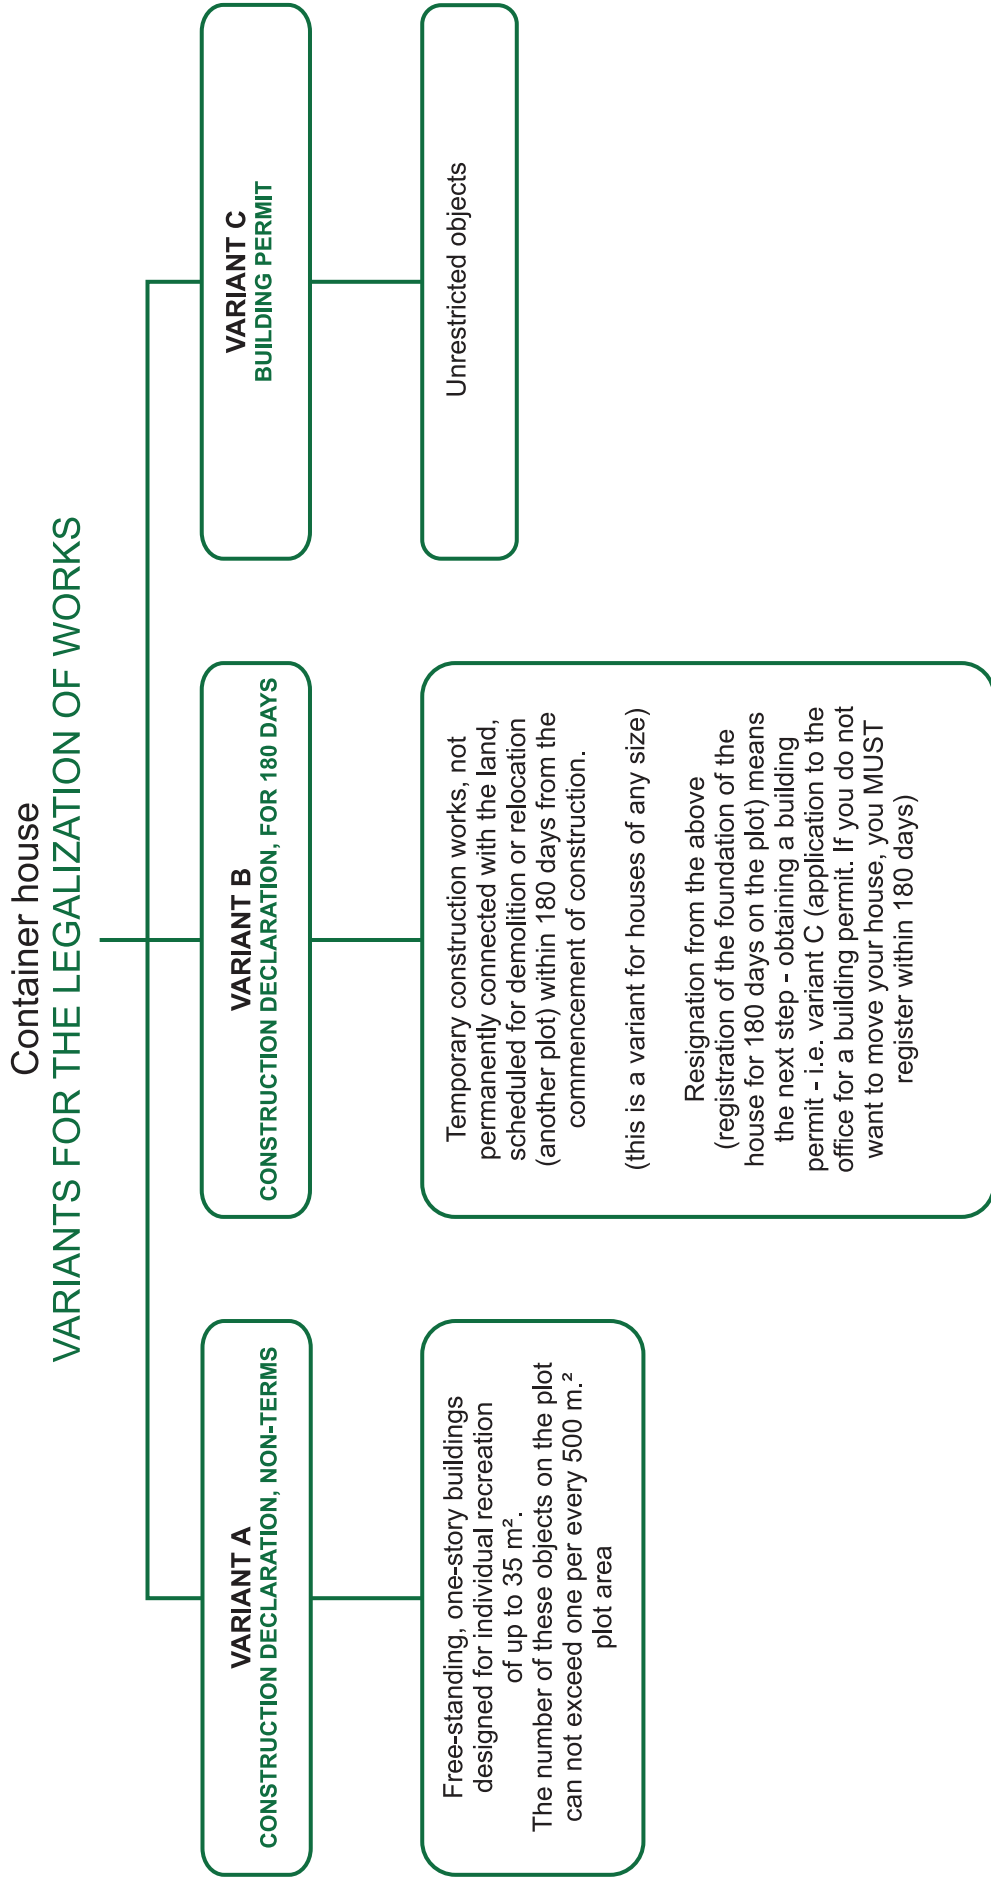 Container house
VARIANTS FOR THE LEGALIZATION OF WORKS
VARIANT A
CONSTRUCTION DECLARATION, NON-TERMS
Free-standing, one-story buildings
designed for individual recreation
of up to 35 m².
The number of these objects on the plot
can not exceed one per every 500 m.²
plot area
VARIANT B
CONSTRUCTION DECLARATION, FOR 180 DAYS
Temporary construction works, not
permanently connected with the land,
scheduled for demolition or relocation
(another plot) within 180 days from the
commencement of construction.
(this is a variant for houses of any size)
Resignation from the above
(registration of the foundation of the
house for 180 days on the plot) means
the next step - obtaining a building
permit - i.e. variant C (application to the
office for a building permit. If you do not
want to move your house, you MUST
register within 180 days)
VARIANT C
BUILDING PERMIT
Unrestricted objects